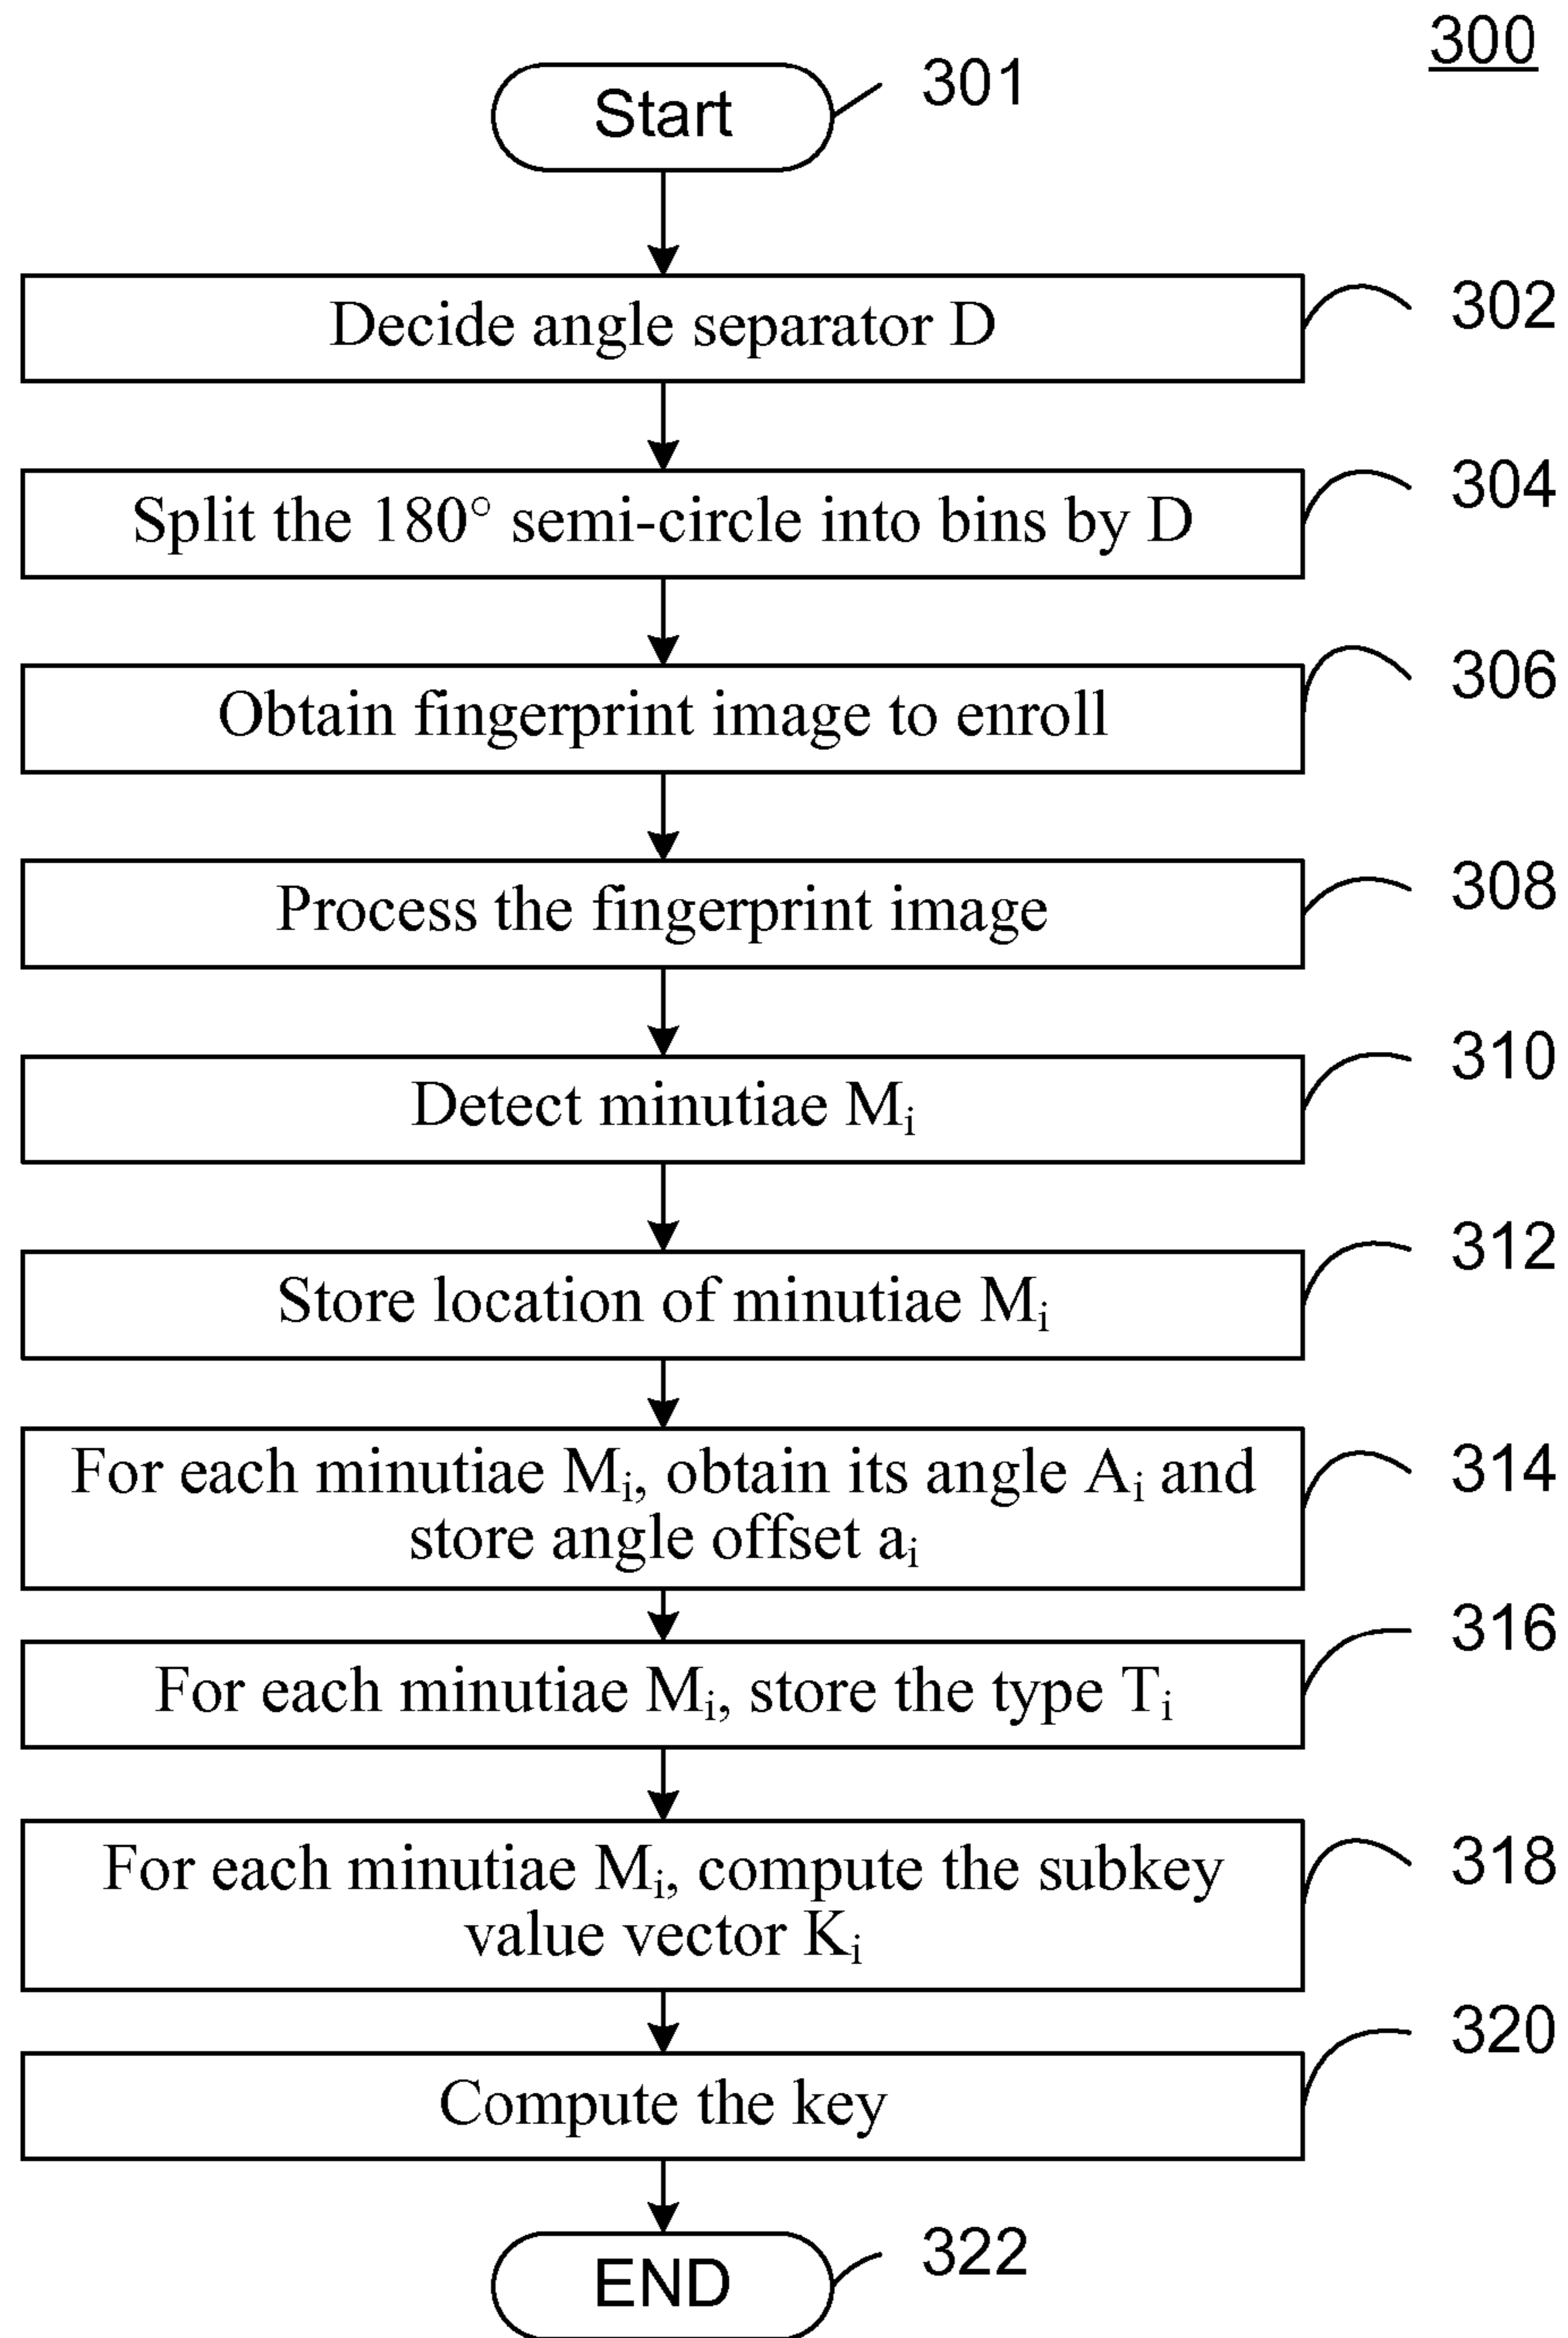 300
Start
301
Decide angle separator D
302
Split the 180° semi-circle into bins by D
304
Obtain fingerprint image to enroll
306
Process the fingerprint image
308
Detect minutiae Mi
310
Store location of minutiae Mi
312
For each minutiae Mi, obtain its angle Ai and
store angle offset ai
314
For each minutiae Mi, store the type Ti
316
For each minutiae Mi, compute the subkey
value vector Ki
318
Compute the key
320
END
322